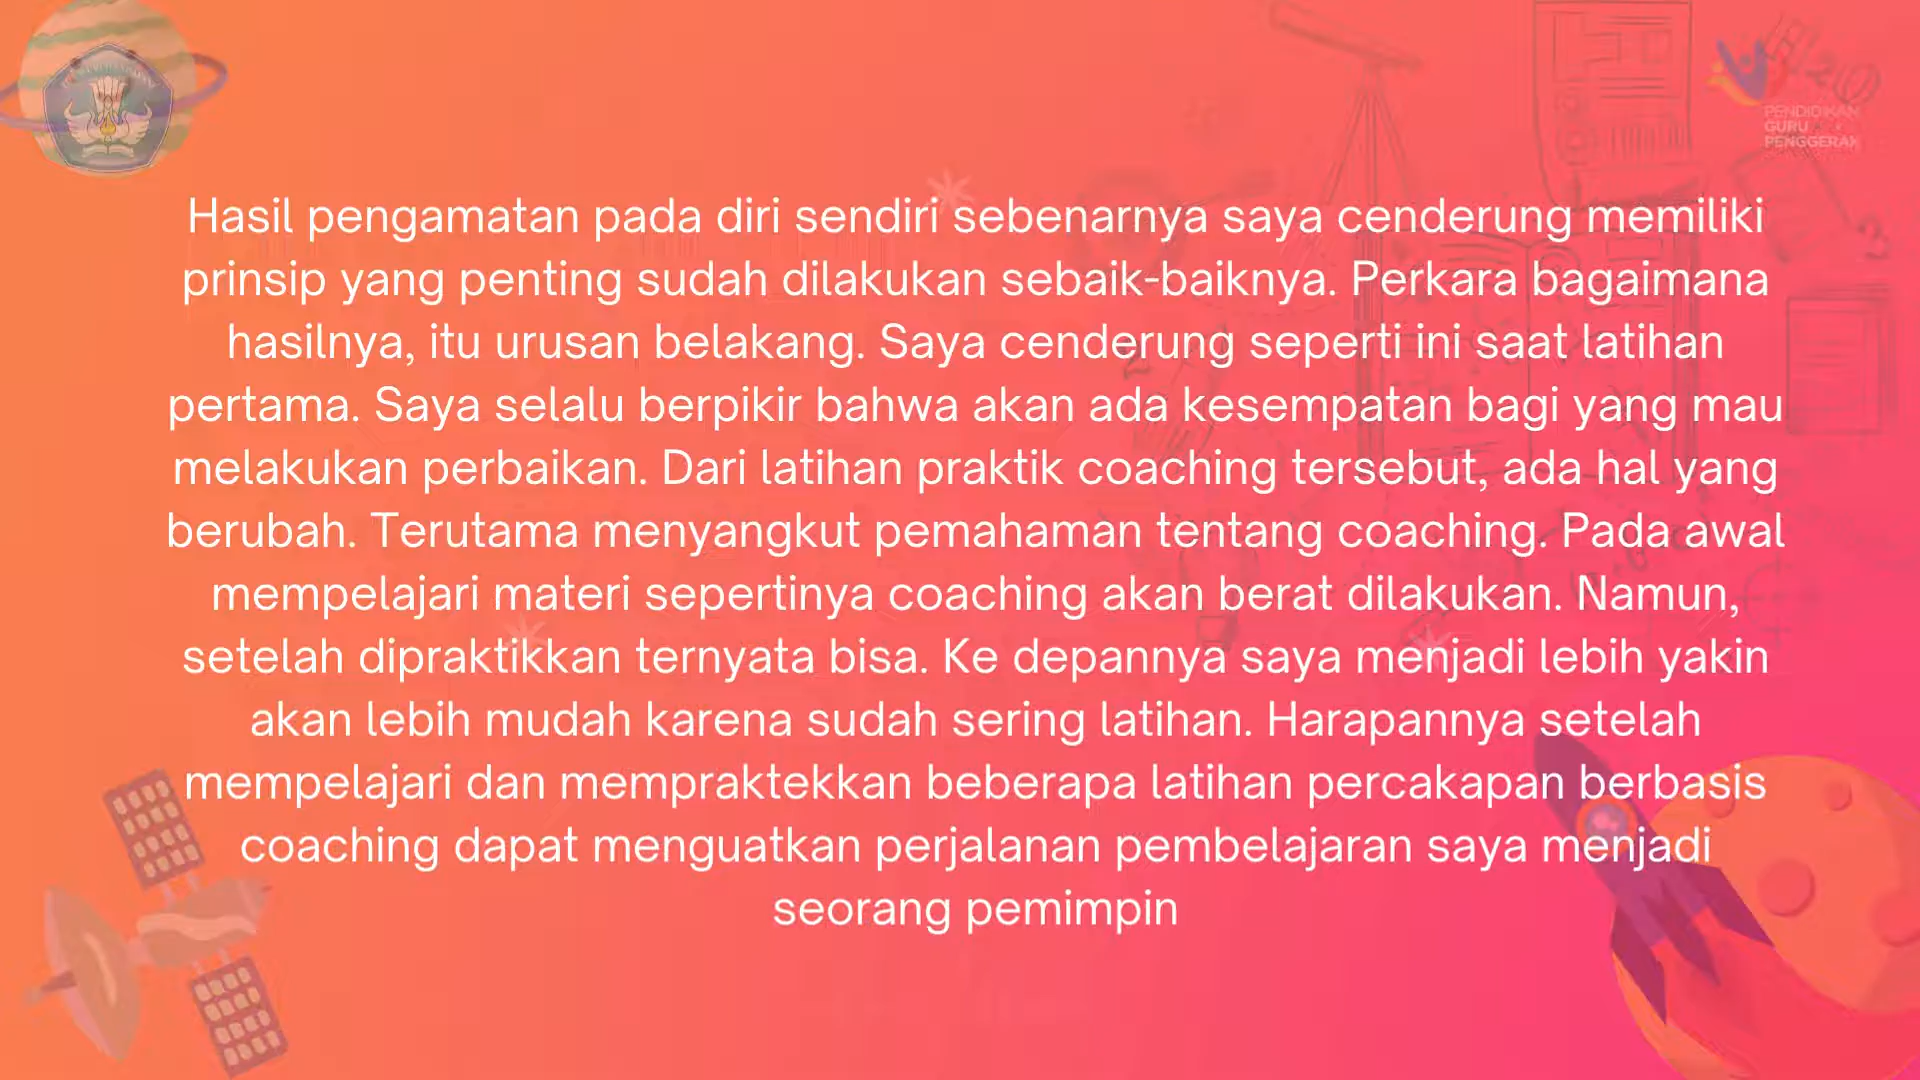 PENDIDIKAN
GURU
PENGGERAK
Hasil pengamatan pada diri sendiri sebenarnya saya cenderung memiliki
prinsip yang penting sudah dilakukan sebaik-baiknya. Perkara bagaimana
hasilnya, itu urusan belakang. Saya cenderung seperti ini saat latihan
pertama. Saya selalu berpikir bahwa akan ada kesempatan bagi yang mau
melakukan perbaikan. Dari latihan praktik coaching tersebut, ada hal yang
berubah. Terutama menyangkut pemahaman tentang coaching. Pada awal
mempelajari materi sepertinya coaching akan berat dilakukan. Namun,
setelah dipraktikkan ternyata bisa. Ke depannya saya menjadi lebih yakin
akan lebih mudah karena sudah sering latihan. Harapannya setelah
mempelajari dan mempraktekkan beberapa latihan percakapan berbasis
coaching dapat menguatkan perjalanan pembelajaran saya menjadi
seorang pemimpin